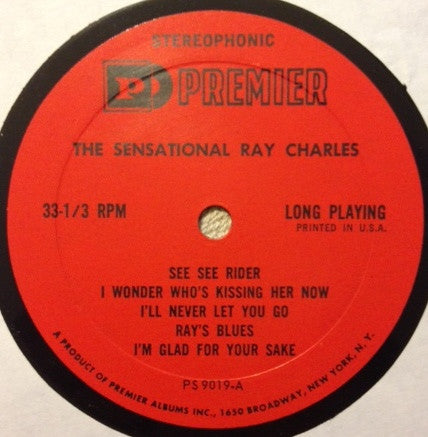 STEREOPHONIC
PD PREMIER
THE SENSATIONAL RAY CHARLES
33-1/3 RPM
LONG PLAYING
PRINTED IN U.S.A.
SEE SEE RIDER
I WONDER WHO'S KISSING HER NOW
I'LL NEVER LET YOU GO
RAY'S BLUES
I'M GLAD FOR YOUR SAKE
PS 9019-A
A PRODUCT OF PREMIER ALBUMS INC., 1650 BROADWAY, NEW YORK, N. Y.